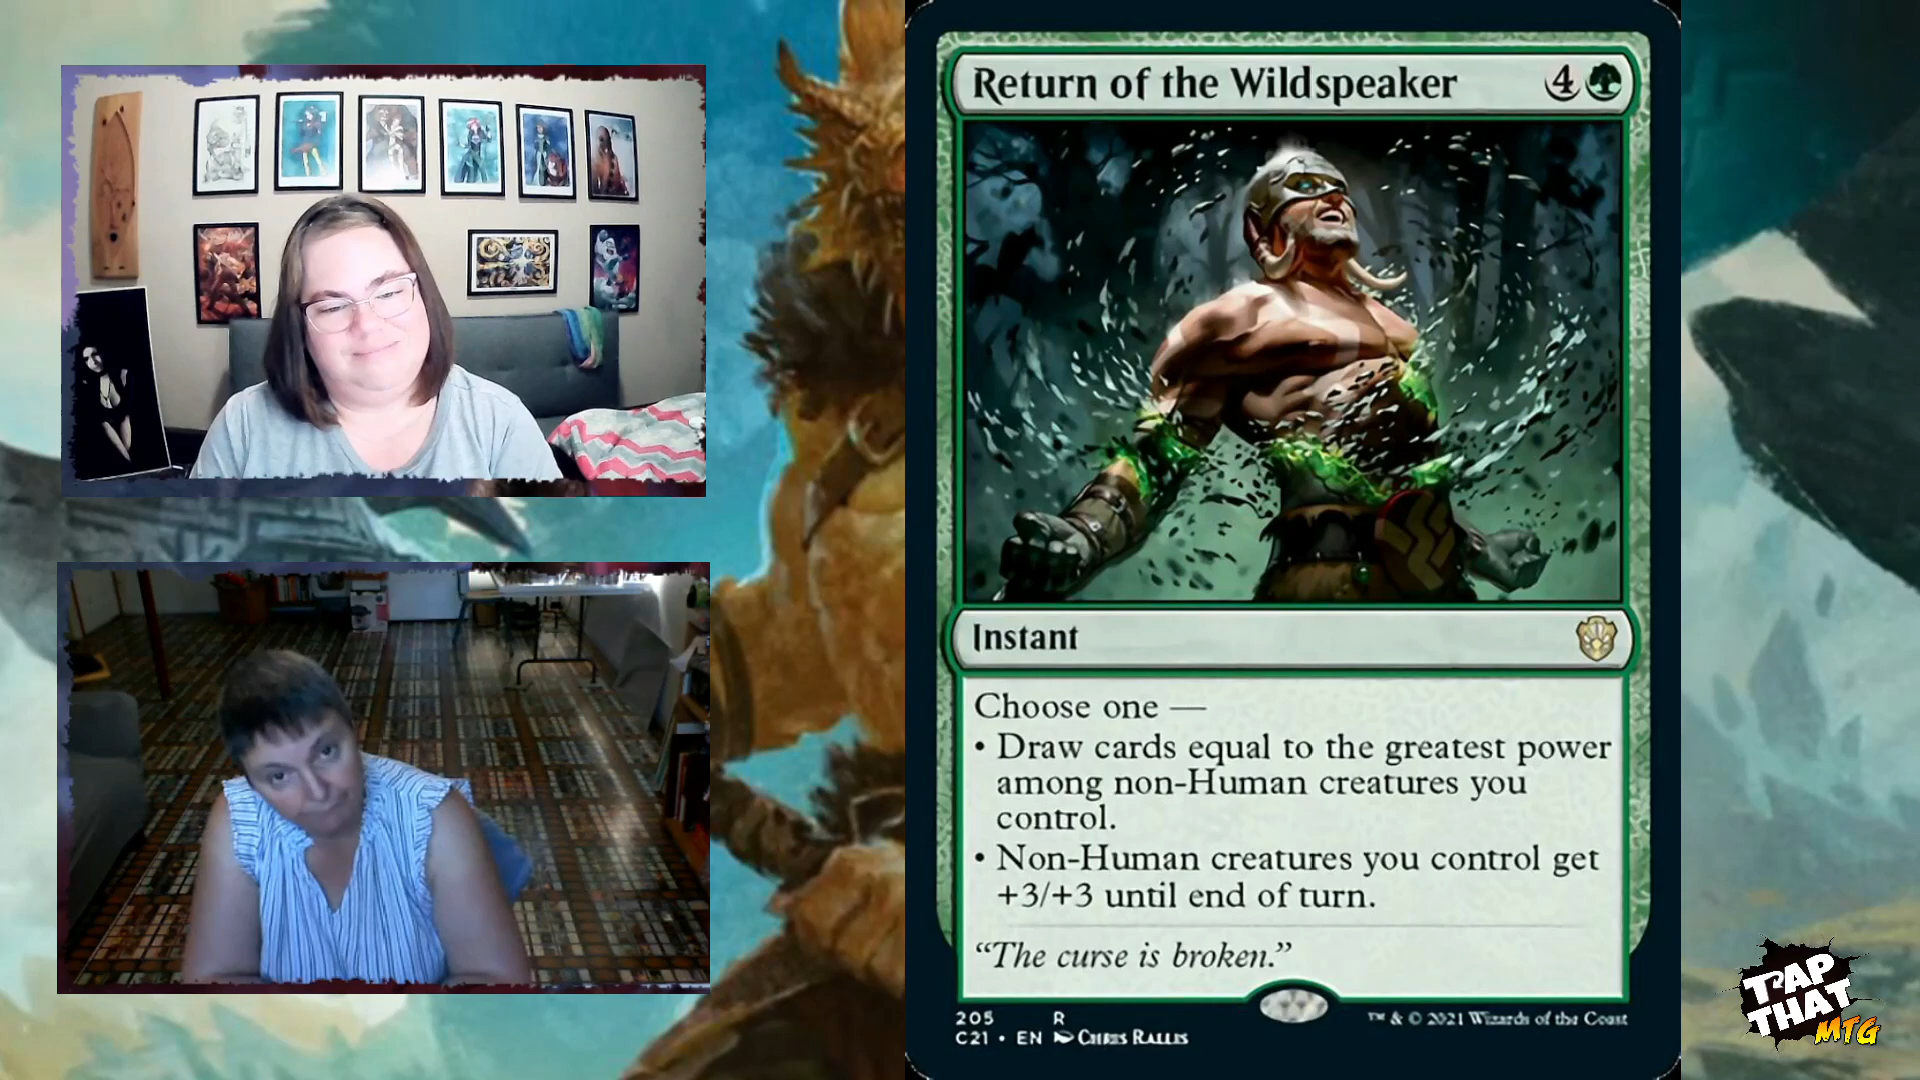 Return of the Wildspeaker 4
Instant
Choose one —
• Draw cards equal to the greatest power
among non-Human creatures you
control.
• Non-Human creatures you control get
+3/+3 until end of turn.
“The curse is broken.”
205 R
C21 • EN Chris Rallis
™ & © 2021 Wizards of the Coast
TAP
THAT
MTG